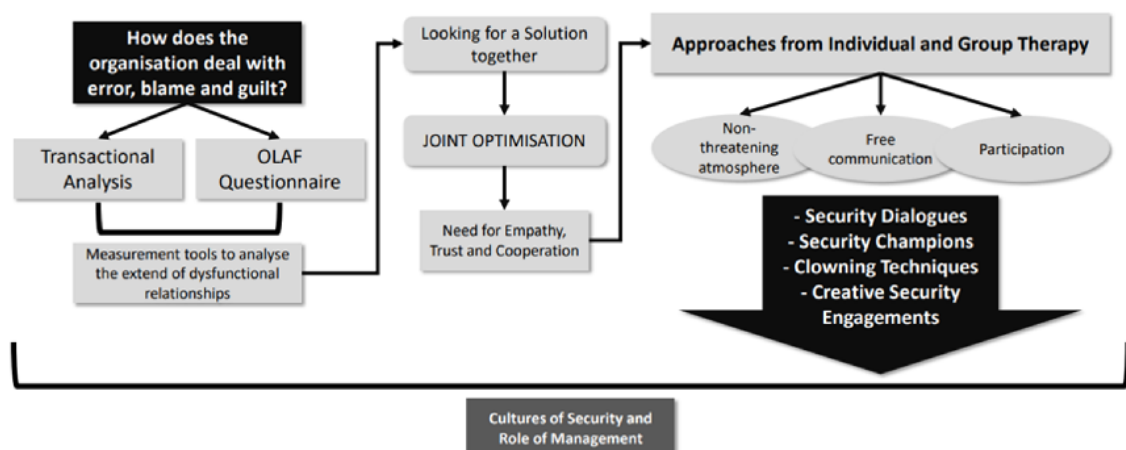 How does the
organisation deal with
error, blame and guilt?
Transactional
Analysis
OLAF
Questionnaire
Measurement tools to analyse
the extend of dysfunctional
relationships
Looking for a Solution
together
JOINT OPTIMISATION
Need for Empathy,
Trust and Cooperation
Approaches from Individual and Group Therapy
Non-
threatening
atmosphere
Free
communication
Participation
- Security Dialogues
- Security Champions
- Clowning Techniques
- Creative Security
Engagements
Cultures of Security and
Role of Management